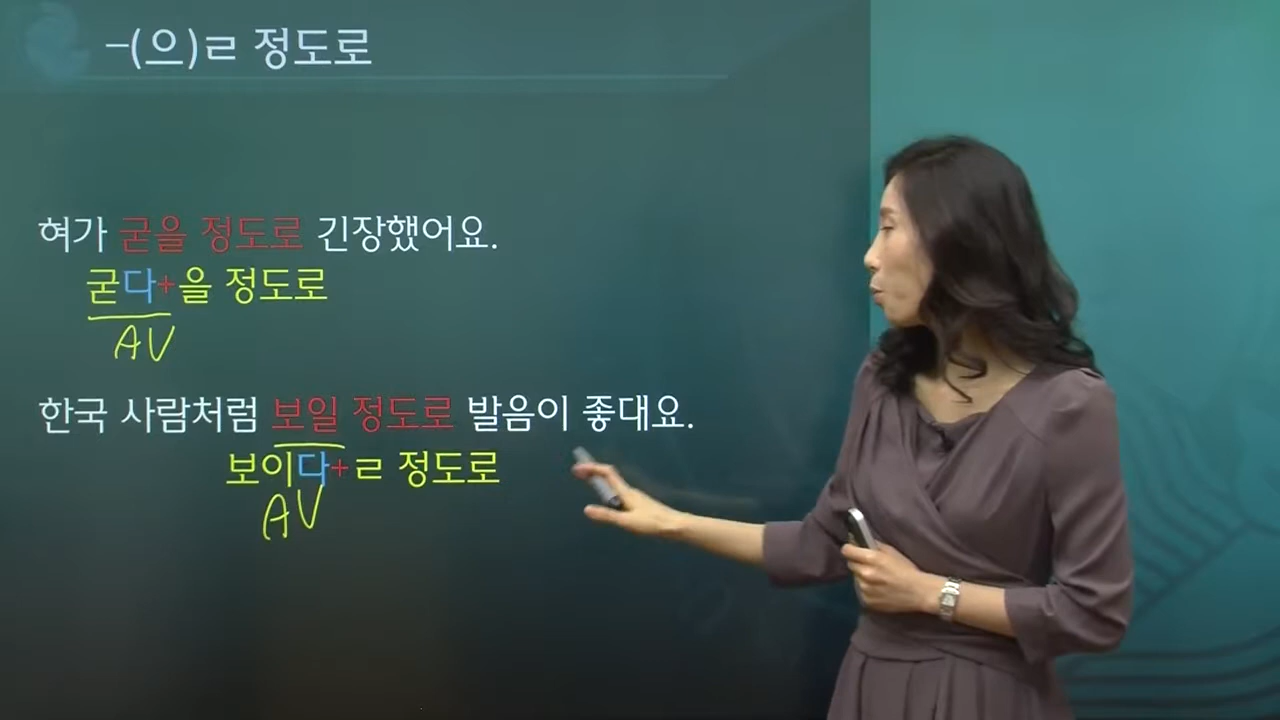 -(으)ㄹ 정도로
혀가 굳을 정도로 긴장했어요.
굳다+을 정도로
AV
한국 사람처럼 보일 정도로 발음이 좋대요.
보이다+ㄹ 정도로
AV